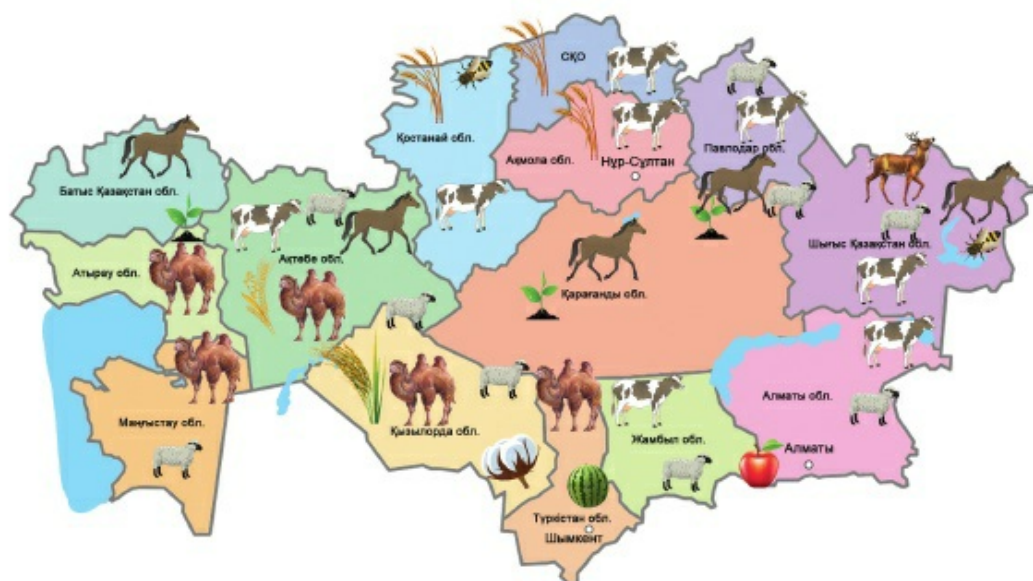 СҚО
Қостанай обл.
Ақмола обл.
Нұр-Сұлтан
Павлодар обл.
Батыс Қазақстан обл.
Шығыс Қазақстан обл.
Атырау обл.
Ақтөбе обл.
Қарағанды обл.
Алматы обл.
Маңғыстау обл.
Қызылорда обл.
Жамбыл обл.
Алматы
Түркістан обл.
Шымкент